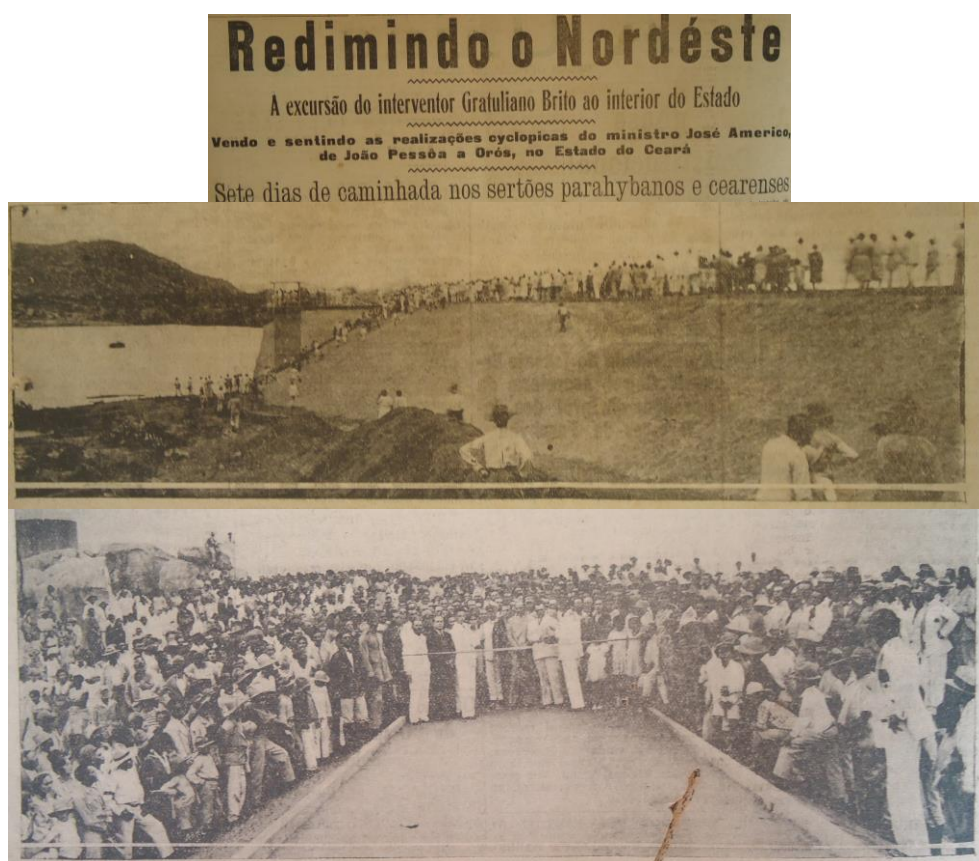 Redimindo o Nordéste
A excursão do interventor Gratuliano Brito ao interior do Estado
Vendo e sentindo as realizações cyclopicas do ministro José Americo,
de João Pessôa a Orós, no Estado do Ceará
Sete dias de caminhada nos sertões parahybanos e cearenses